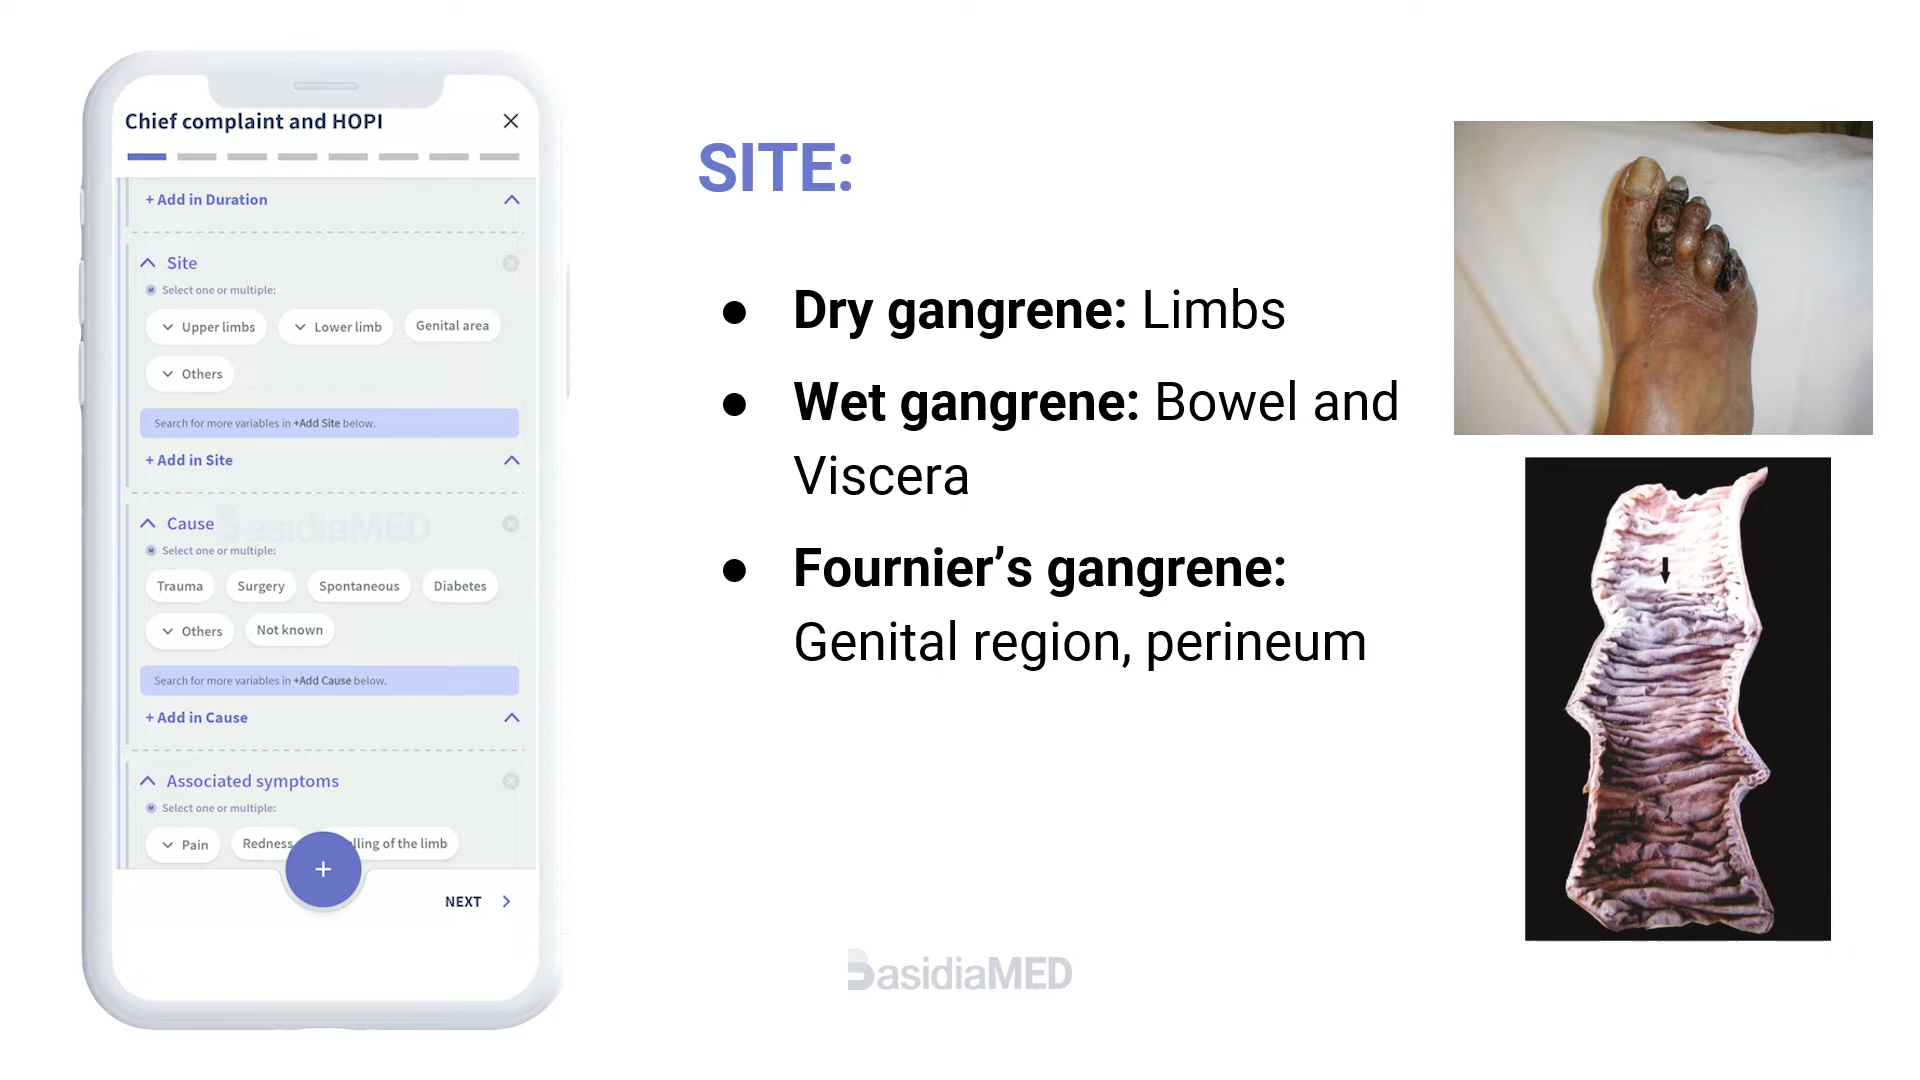 Chief complaint and HOPI
+ Add in Duration
Site
Select one or multiple:
Upper limbs
Lower limb
Genital area
Others
Search for more variables in +Add Site below.
+ Add in Site
Cause
Select one or multiple:
Trauma
Surgery
Spontaneous
Diabetes
Others
Not known
Search for more variables in +Add Cause below.
+ Add in Cause
Associated symptoms
Select one or multiple:
Pain
Redness
of the limb
NEXT
SITE:
● Dry gangrene: Limbs
● Wet gangrene: Bowel and
Viscera
● Fournier’s gangrene:
Genital region, perineum
BasidiaMED
BasidiaMED